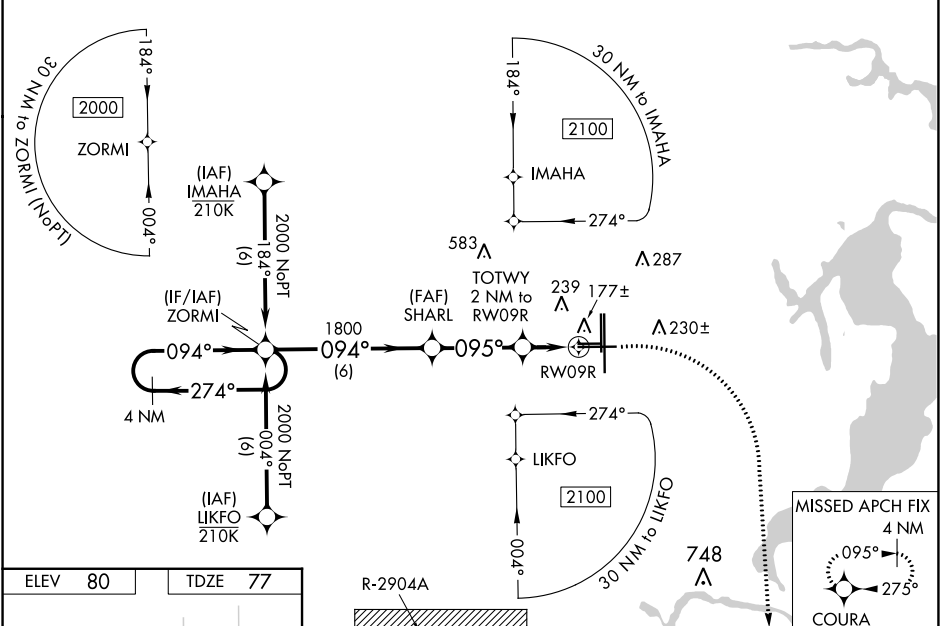 184°
30 NM to ZORMI (NoPT)
2000
ZORMI
004°
184°
30 NM to IMAHA
2100
IMAHA
274°
(IAF)
IMAHA
210K
2000 NoPT
184°
(6)
583
287
TOTWY
2 NM to
RW09R
239
177±
230±
(IF/IAF)
ZORMI
(FAF)
SHARL
1800
094°
094°
(6)
095°
RW09R
274°
4 NM
2000 NoPT
004°
(6)
274°
LIKFO
2100
004°
30 NM to LIKFO
(IAF)
LIKFO
210K
748
MISSED APCH FIX
4 NM
095°
275°
COURA
ELEV 80
TDZE 77
R-2904A